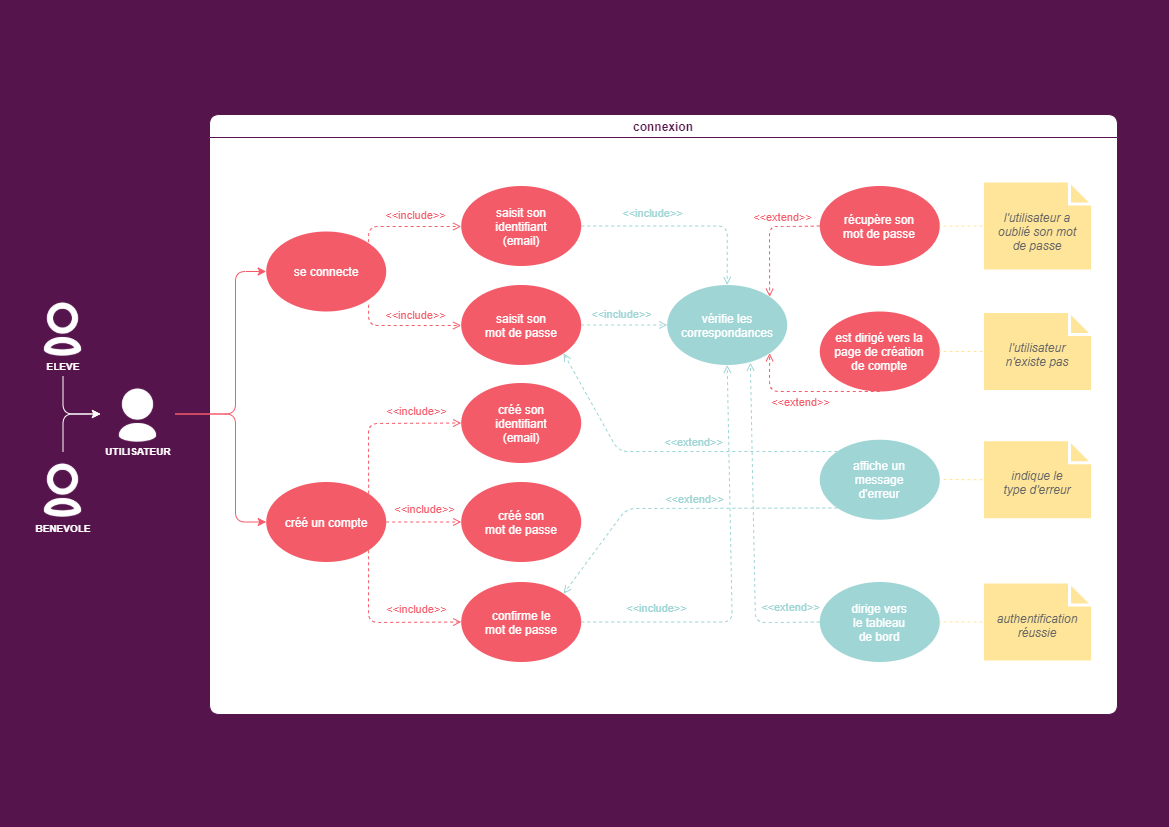 connexion
saisit son
identifiant
(email)
<<include>>
<<include>>
<<extend>>
récupère son
mot de passe
l'utilisateur a
oublié son mot
de passe
se connecte
<<include>>
saisit son
mot de passe
<<include>>
vérifie les
correspondances
est dirigé vers la
page de création
de compte
l'utilisateur
n'existe pas
<<extend>>
ELEVE
UTILISATEUR
BENEVOLE
<<include>>
créé son
identifiant
(email)
<<extend>>
affiche un
message
d'erreur
indique le
type d'erreur
<<extend>>
créé un compte
<<include>>
créé son
mot de passe
<<include>>
confirme le
mot de passe
<<include>>
<<extend>>
dirige vers
le tableau
de bord
authentification
réussie